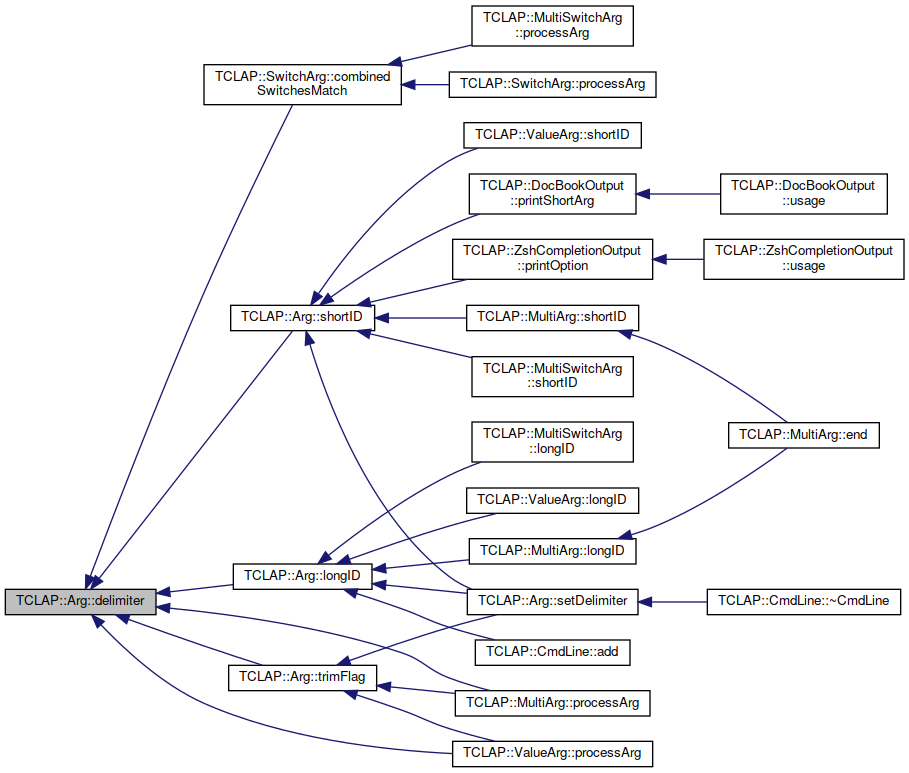 TCLAP::MultiSwitchArg
::processArg
TCLAP::SwitchArg::combined
SwitchesMatch
TCLAP::SwitchArg::processArg
TCLAP::ValueArg::shortID
TCLAP::DocBookOutput
::printShortArg
TCLAP::DocBookOutput
::usage
TCLAP::ZshCompletionOutput
::printOption
TCLAP::ZshCompletionOutput
::usage
TCLAP::Arg::shortID
TCLAP::MultiArg::shortID
TCLAP::MultiSwitchArg
::shortID
TCLAP::MultiSwitchArg
::longID
TCLAP::MultiArg::end
TCLAP::ValueArg::longID
TCLAP::MultiArg::longID
TCLAP::Arg::longID
TCLAP::Arg::delimiter
TCLAP::Arg::setDelimiter
TCLAP::CmdLine::~CmdLine
TCLAP::CmdLine::add
TCLAP::Arg::trimFlag
TCLAP::MultiArg::processArg
TCLAP::ValueArg::processArg